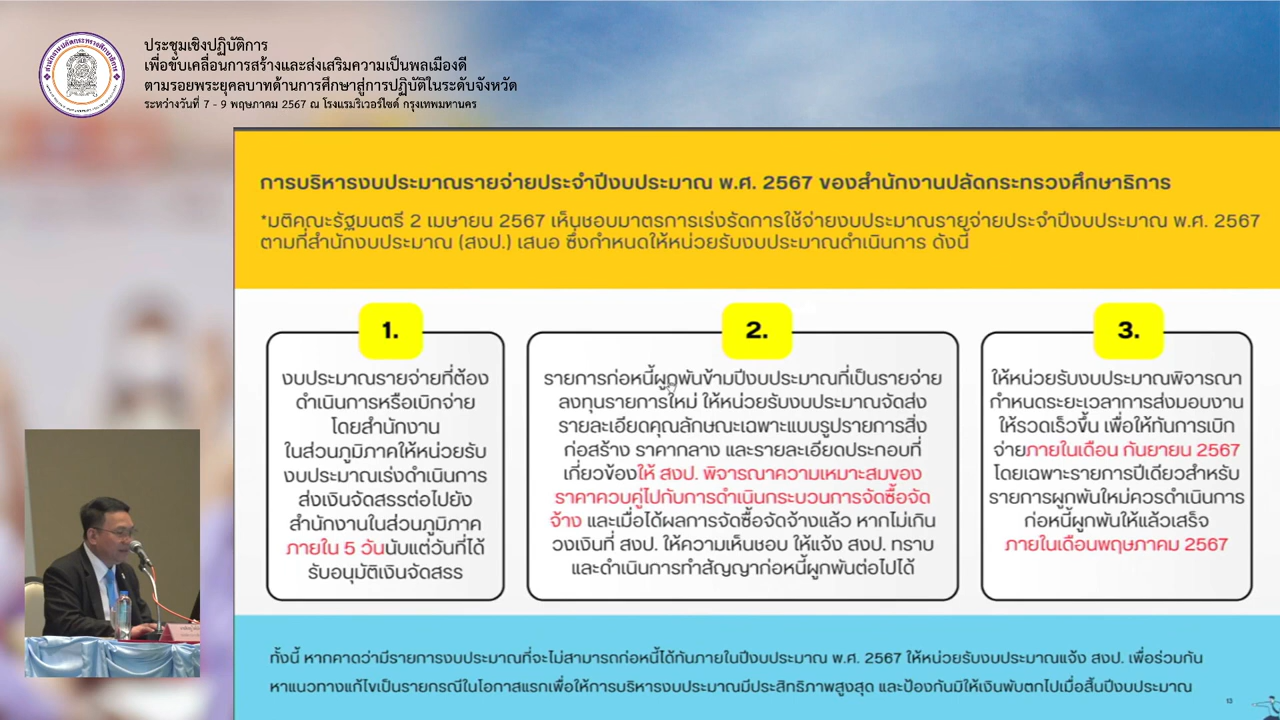 ประชุมเชิงปฏิบัติการ
เพื่อขับเคลื่อนการสร้างและส่งเสริมความเป็นพลเมืองดี
ตามรอยพระยุคลบาทด้านการศึกษาสู่การปฏิบัติในระดับจังหวัด
ระหว่างวันที่ 7 - 9 พฤษภาคม 2567 ณ โรงแรมริเวอร์ไซด์ กรุงเทพมหานคร
การบริหารงบประมาณรายจ่ายประจำปีงบประมาณ พ.ศ. 2567 ของสำนักงานปลัดกระทรวงศึกษาธิการ
*มติคณะรัฐมนตรี 2 เมษายน 2567 เห็นชอบมาตรการเร่งรัดการใช้จ่ายงบประมาณรายจ่ายประจำปีงบประมาณ พ.ศ. 2567
ตามที่สำนักงบประมาณ (สงป.) เสนอ ซึ่งกำหนดให้หน่วยรับงบประมาณดำเนินการ ดังนี้
1.
งบประมาณรายจ่ายที่ต้อง
ดำเนินการหรือเบิกจ่าย
โดยสำนักงาน
ในส่วนภูมิภาคให้หน่วยรับ
งบประมาณเร่งดำเนินการ
ส่งเงินจัดสรรต่อไปยัง
สำนักงานในส่วนภูมิภาค
ภายใน 5 วันนับแต่วันที่ได้
รับอนุมัติเงินจัดสรร
2.
รายการก่อหนี้ผูกพันข้ามปีงบประมาณที่เป็นรายจ่าย
ลงทุนรายการใหม่ ให้หน่วยรับงบประมาณจัดส่ง
รายละเอียดคุณลักษณะเฉพาะแบบรูปรายการสิ่ง
ก่อสร้าง ราคากลาง และรายละเอียดประกอบที่
เกี่ยวข้องให้ สงป. พิจารณาความเหมาะสมของ
ราคาควบคู่ไปกับการดำเนินกระบวนการจัดซื้อจัด
จ้าง และเมื่อได้ผลการจัดซื้อจัดจ้างแล้ว หากไม่เกิน
วงเงินที่ สงป. ให้ความเห็นชอบ ให้แจ้ง สงป. ทราบ
และดำเนินการทำสัญญาก่อหนี้ผูกพันต่อไปได้
3.
ให้หน่วยรับงบประมาณพิจารณา
กำหนดระยะเวลาการส่งมอบงาน
ให้รวดเร็วขึ้น เพื่อให้ทันการเบิก
จ่ายภายในเดือน กันยายน 2567
โดยเฉพาะรายการปีเดียวสำหรับ
รายการผูกพันใหม่ควรดำเนินการ
ก่อหนี้ผูกพันให้แล้วเสร็จ
ภายในเดือนพฤษภาคม 2567
ทั้งนี้ หากคาดว่ามีรายการงบประมาณที่จะไม่สามารถก่อหนี้ได้ทันภายในปีงบประมาณ พ.ศ. 2567 ให้หน่วยรับงบประมาณแจ้ง สงป. เพื่อร่วมกัน
หาแนวทางแก้ไขเป็นรายกรณีในโอกาสแรกเพื่อให้การบริหารงบประมาณมีประสิทธิภาพสูงสุด และป้องกันมิให้เงินพับตกไปเมื่อสิ้นปีงบประมาณ
13